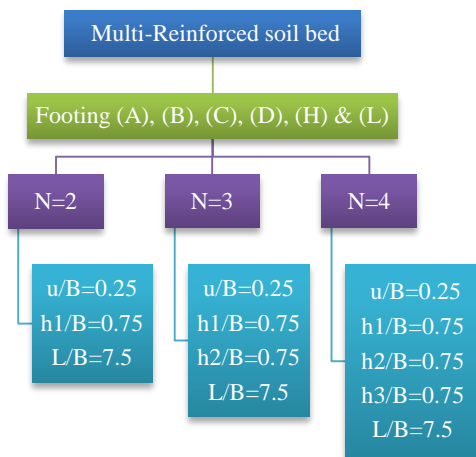 Multi-Reinforced soil bed
Footing (A), (B), (C), (D), (H) & (L)
N=2
N=3
N=4
u/B=0.25
h1/B=0.75
L/B=7.5
u/B=0.25
h1/B=0.75
h2/B=0.75
L/B=7.5
u/B=0.25
h1/B=0.75
h2/B=0.75
h3/B=0.75
L/B=7.5